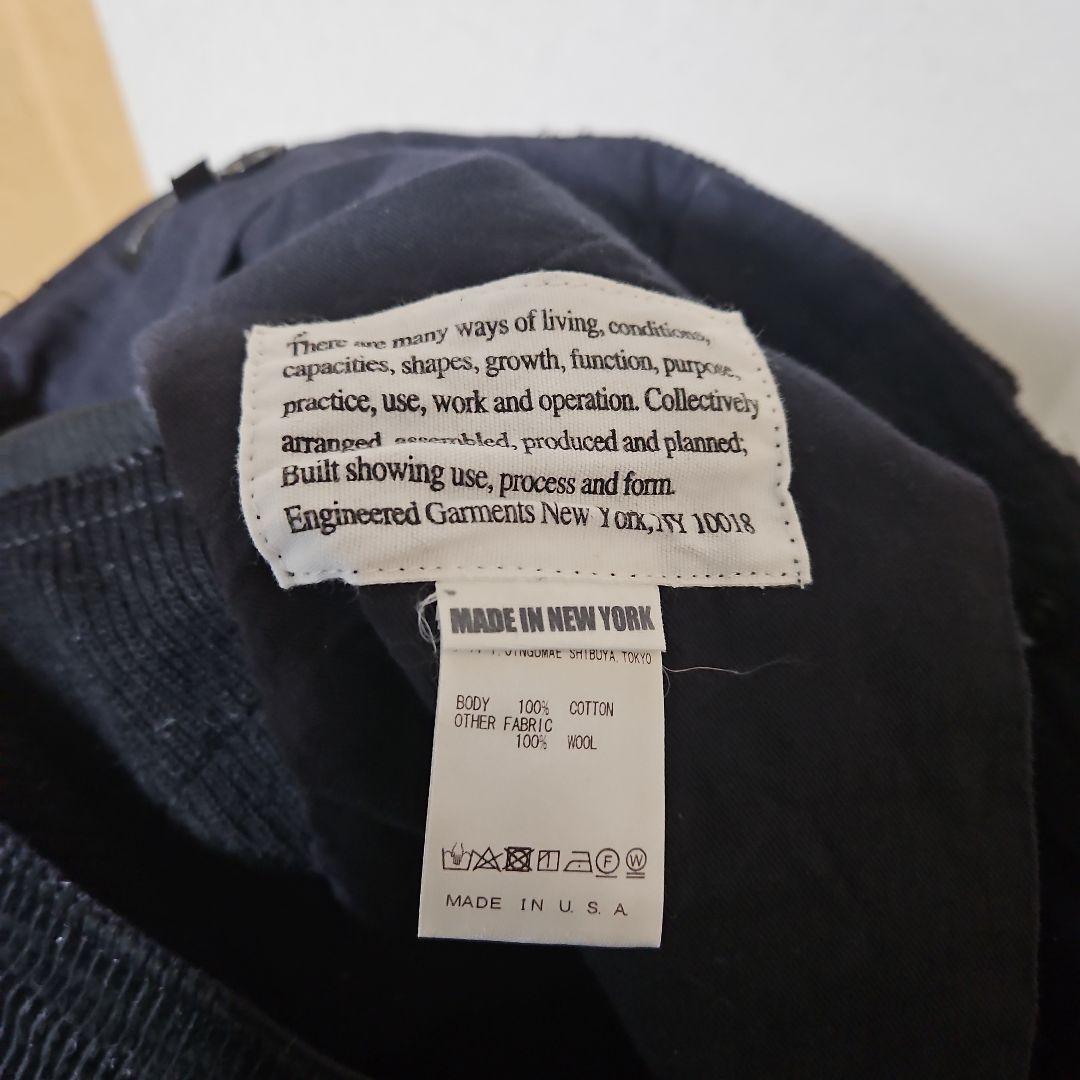 There are many ways of living, conditions,
capacities, shapes, growth, function, purpose,
practice, use, work and operation. Collectively
arranged, assembled, produced and planned;
Built showing use, process and form.
Engineered Garments New York, NY 10018
MADE IN NEW YORK
JINGUMAE SHIBUYA, TOKYO
BODY 100% COTTON
OTHER FABRIC
100% WOOL
F W
MADE IN U.S.A